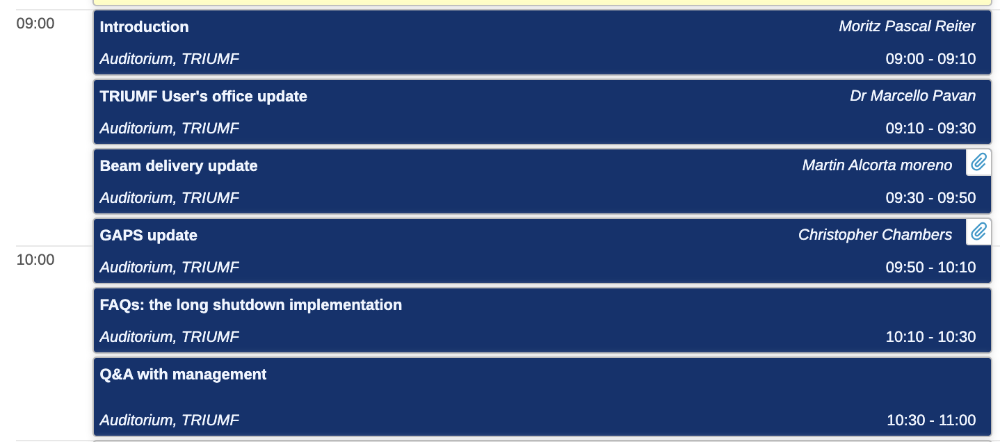 09:00
Introduction Moritz Pascal Reiter
Auditorium, TRIUMF 09:00 - 09:10
TRIUMF User's office update Dr Marcello Pavan
Auditorium, TRIUMF 09:10 - 09:30
Beam delivery update Martin Alcorta moreno
Auditorium, TRIUMF 09:30 - 09:50
GAPS update Christopher Chambers
10:00
Auditorium, TRIUMF 09:50 - 10:10
FAQs: the long shutdown implementation
Auditorium, TRIUMF 10:10 - 10:30
Q&A with management
Auditorium, TRIUMF 10:30 - 11:00